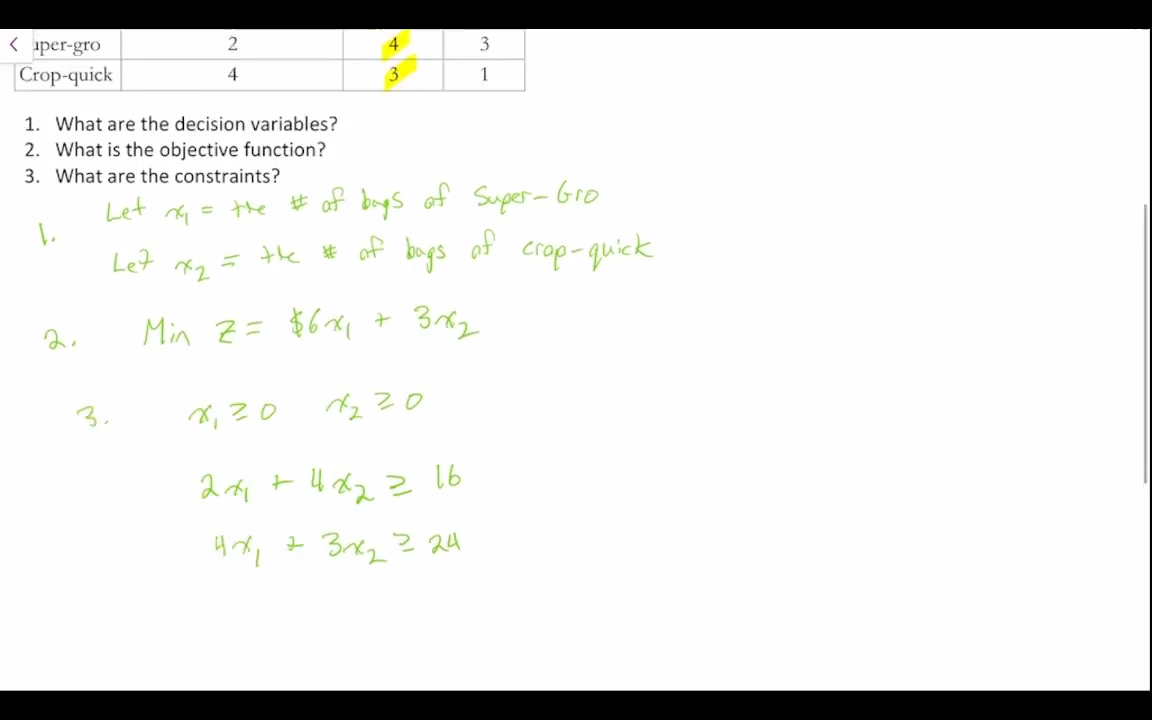 uper-gro 2 4 3
Crop-quick 4 3 1
1. What are the decision variables?
2. What is the objective function?
3. What are the constraints?
1. Let x₁ = the # of bags of Super-Gro
Let x₂ = the # of bags of crop-quick
2. Min Z = $6x₁ + 3x₂
3. x₁ ≥ 0 x₂ ≥ 0
2x₁ + 4x₂ ≥ 16
4x₁ + 3x₂ ≥ 24